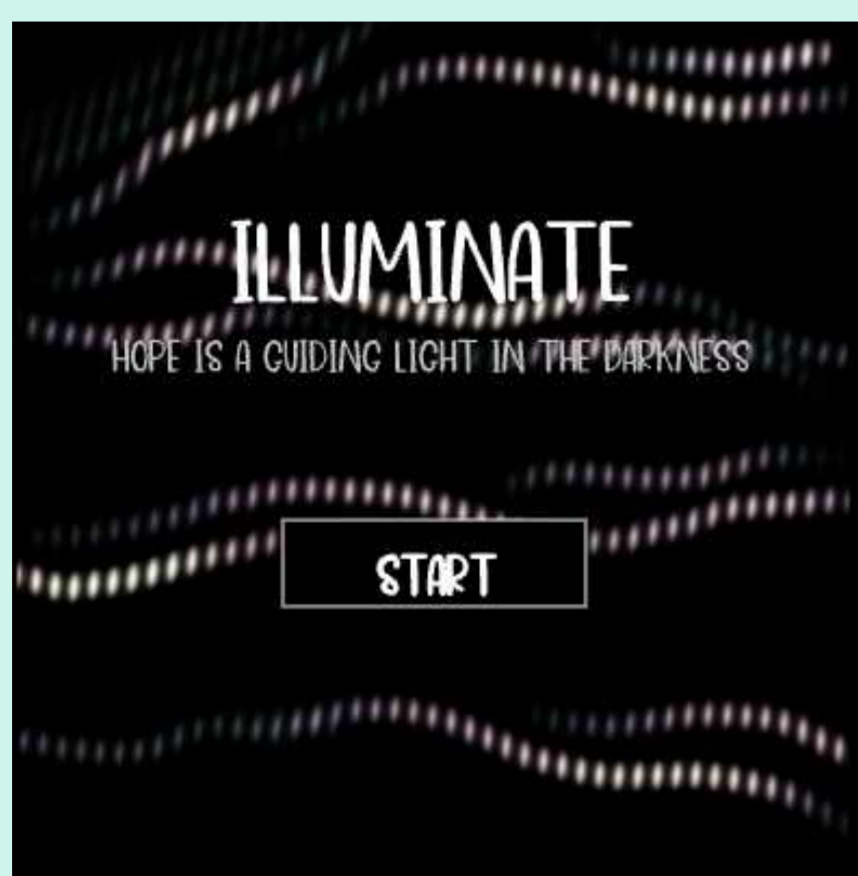 ILLUMINATE
HOPE IS A GUIDING LIGHT IN THE DARKNESS
START